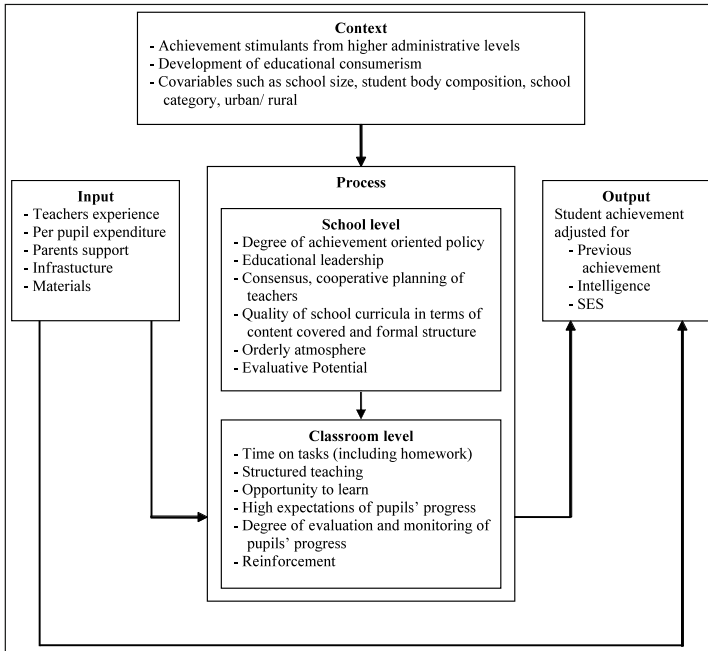 Context
- Achievement stimulants from higher administrative levels
- Development of educational consumerism
- Covariables such as school size, student body composition, school
category, urban/ rural
Input
- Teachers experience
- Per pupil expenditure
- Parents support
- Infrastucture
- Materials
Process
School level
- Degree of achievement oriented policy
- Educational leadership
- Consensus, cooperative planning of
teachers
- Quality of school curricula in terms of
content covered and formal structure
- Orderly atmosphere
- Evaluative Potential
Classroom level
- Time on tasks (including homework)
- Structured teaching
- Opportunity to learn
- High expectations of pupils’ progress
- Degree of evaluation and monitoring of
pupils’ progress
- Reinforcement
Output
Student achievement
adjusted for
- Previous
achievement
- Intelligence
- SES